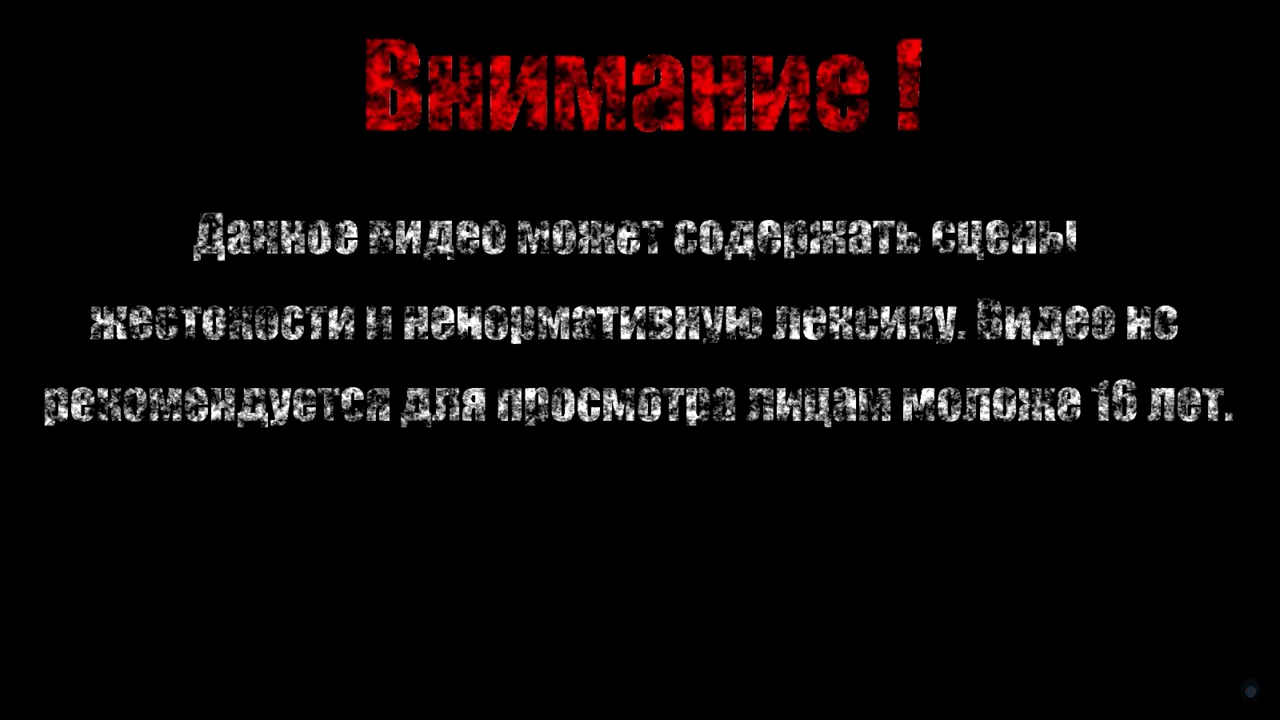 Внимание !
Данное видео может содержать сцены
жестокости и ненормативную лексику. Видео не
рекомендуется для просмотра лицам моложе 16 лет.